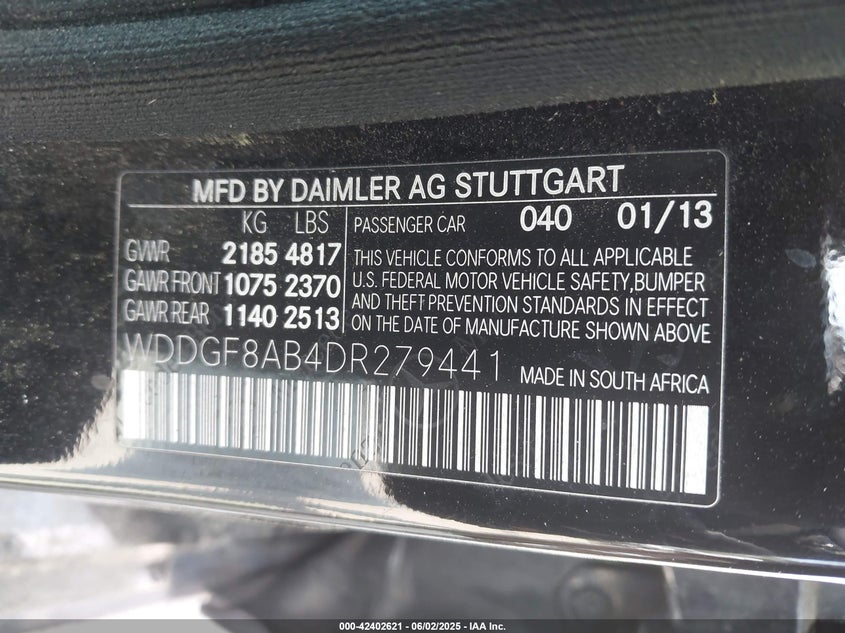 MFD BY DAIMLER AG STUTTGART
KG LBS
GVWR 2185 4817
GAWR FRONT 1075 2370
GAWR REAR 1140 2513
PASSENGER CAR 040 01/13
THIS VEHICLE CONFORMS TO ALL APPLICABLE
U.S. FEDERAL MOTOR VEHICLE SAFETY,BUMPER
AND THEFT PREVENTION STANDARDS IN EFFECT
ON THE DATE OF MANUFACTURE SHOWN ABOVE
WDDGF8AB4DR279441
MADE IN SOUTH AFRICA
000-42402621 - 06/02/2025 - IAA Inc.